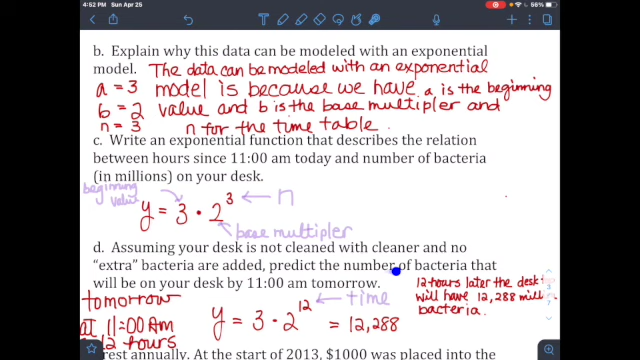 4:52 PM Sun Apr 25
56%
b. Explain why this data can be modeled with an exponential
model. The data can be modeled with an exponential
a = 3 model is because we have a is the beginning
b = 2 value and b is the base multipler and
n = 3 n for the time table.
c. Write an exponential function that describes the relation
between hours since 11:00 am today and number of bacteria
(in millions) on your desk.
beginning
value
y = 3 · 2^3 ← n
base multipler
d. Assuming your desk is not cleaned with cleaner and no
“extra” bacteria are added, predict the number of bacteria that
will be on your desk by 11:00 am tomorrow.
12 hours later the desk
will have 12,288 mill
bacteria.
tomorrow
at 11:00 Am
12 hours
← time
y = 3 · 2^12 = 12,288
erest annually. At the start of 2013, $1000 was placed into the